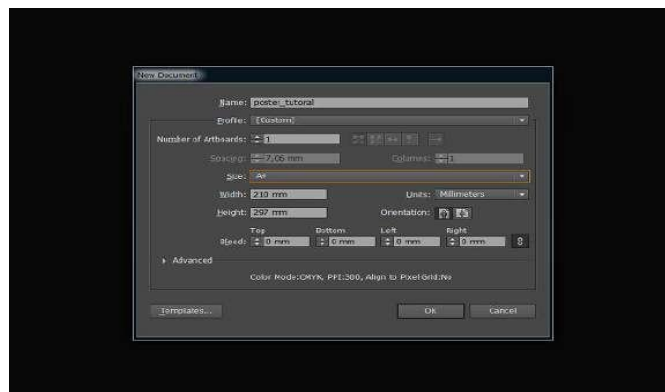 New Document
Name: poster_tutorial
Profile: [Custom]
Number of Artboards: 1
Spacing: 7,06 mm Columns: 1
Size: A4
Width: 210 mm Units: Millimeters
Height: 297 mm Orientation:
Top Bottom Left Right
Bleed: 0 mm 0 mm 0 mm 0 mm
Advanced
Color Mode:CMYK, PPI:300, Align to Pixel Grid:No
Templates... OK Cancel